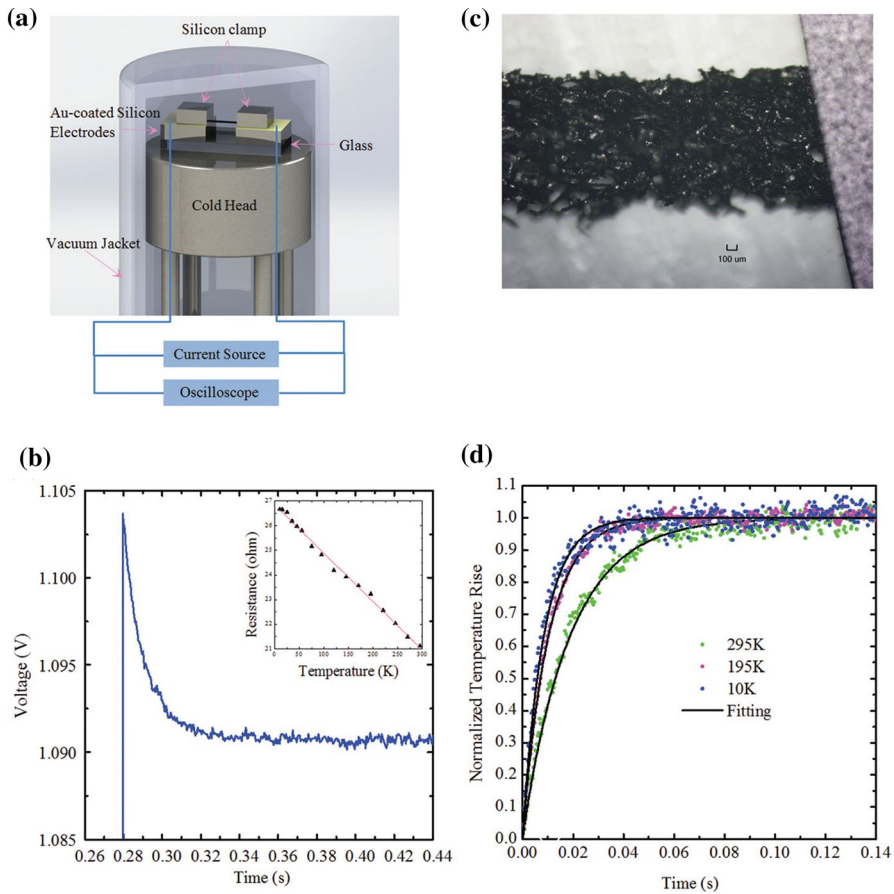 (a)
Silicon clamp
Au-coated Silicon
Electrodes
Glass
Cold Head
Vacuum Jacket
Current Source
Oscilloscope
(c)
100 um
(b)
1.105
1.100
1.095
1.090
1.085
Voltage (V)
0.26 0.28 0.30 0.32 0.34 0.36 0.38 0.40 0.42 0.44
Time (s)
27
26
25
24
23
22
21
Resistance (ohm)
0 50 100 150 200 250 300
Temperature (K)
(d)
1.1
1.0
0.9
0.8
0.7
0.6
0.5
0.4
0.3
0.2
0.1
0.0
Normalized Temperature Rise
295K
195K
10K
Fitting
0.00 0.02 0.04 0.06 0.08 0.10 0.12 0.14
Time (s)